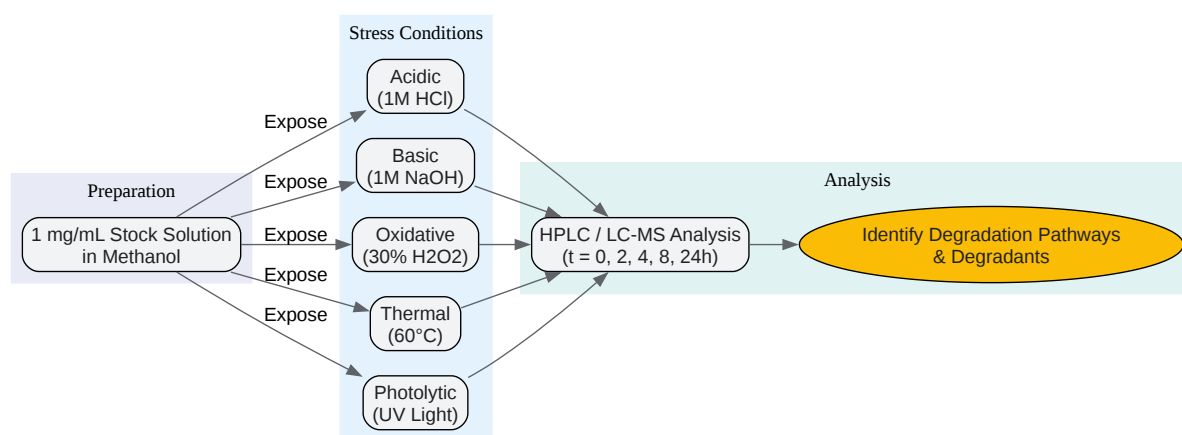 Stress Conditions
Acidic
(1M HCl)
Expose
Basic
(1M NaOH)
Expose
Preparation
1 mg/mL Stock Solution
in Methanol
Expose
Oxidative
(30% H2O2)
Expose
Thermal
(60°C)
Expose
Photolytic
(UV Light)
Analysis
HPLC / LC-MS Analysis
(t = 0, 2, 4, 8, 24h)
Identify Degradation Pathways
& Degradants